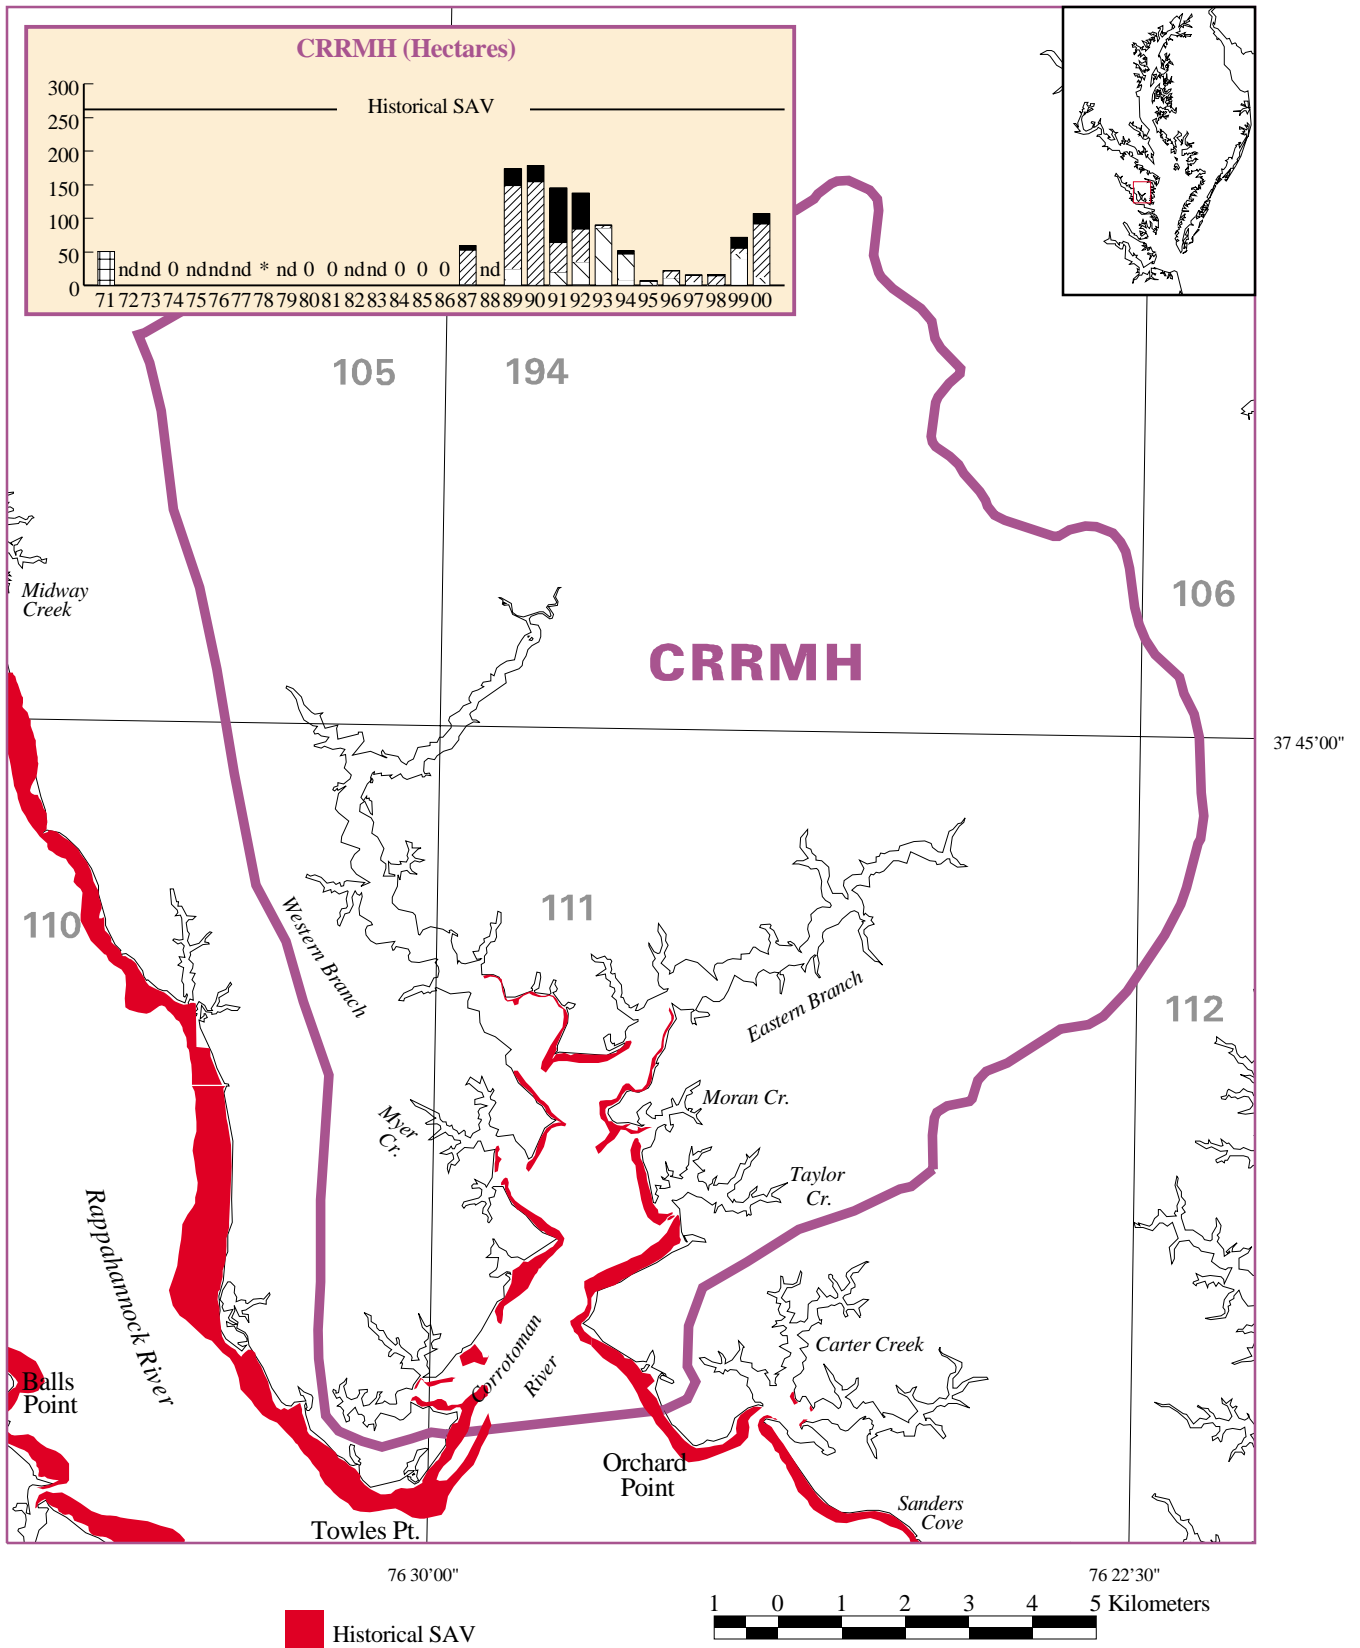 CRRMH (Hectares)
300
250
200
150
100
50
0
Historical SAV
nd nd 0 nd nd nd * nd 0 0 nd nd 0 0 0 nd
71 72 73 74 75 76 77 78 79 80 81 82 83 84 85 86 87 88 89 90 91 92 93 94 95 96 97 98 99 00
105
194
106
Midway
Creek
CRRMH
37 45'00"
110
111
112
Western Branch
Eastern Branch
Myer
Cr.
Moran Cr.
Taylor
Cr.
Rappahannock River
Corrotoman
River
Carter Creek
Balls
Point
Orchard
Point
Sanders
Cove
Towles Pt.
76 30'00"
76 22'30"
Historical SAV
1 0 1 2 3 4 5 Kilometers